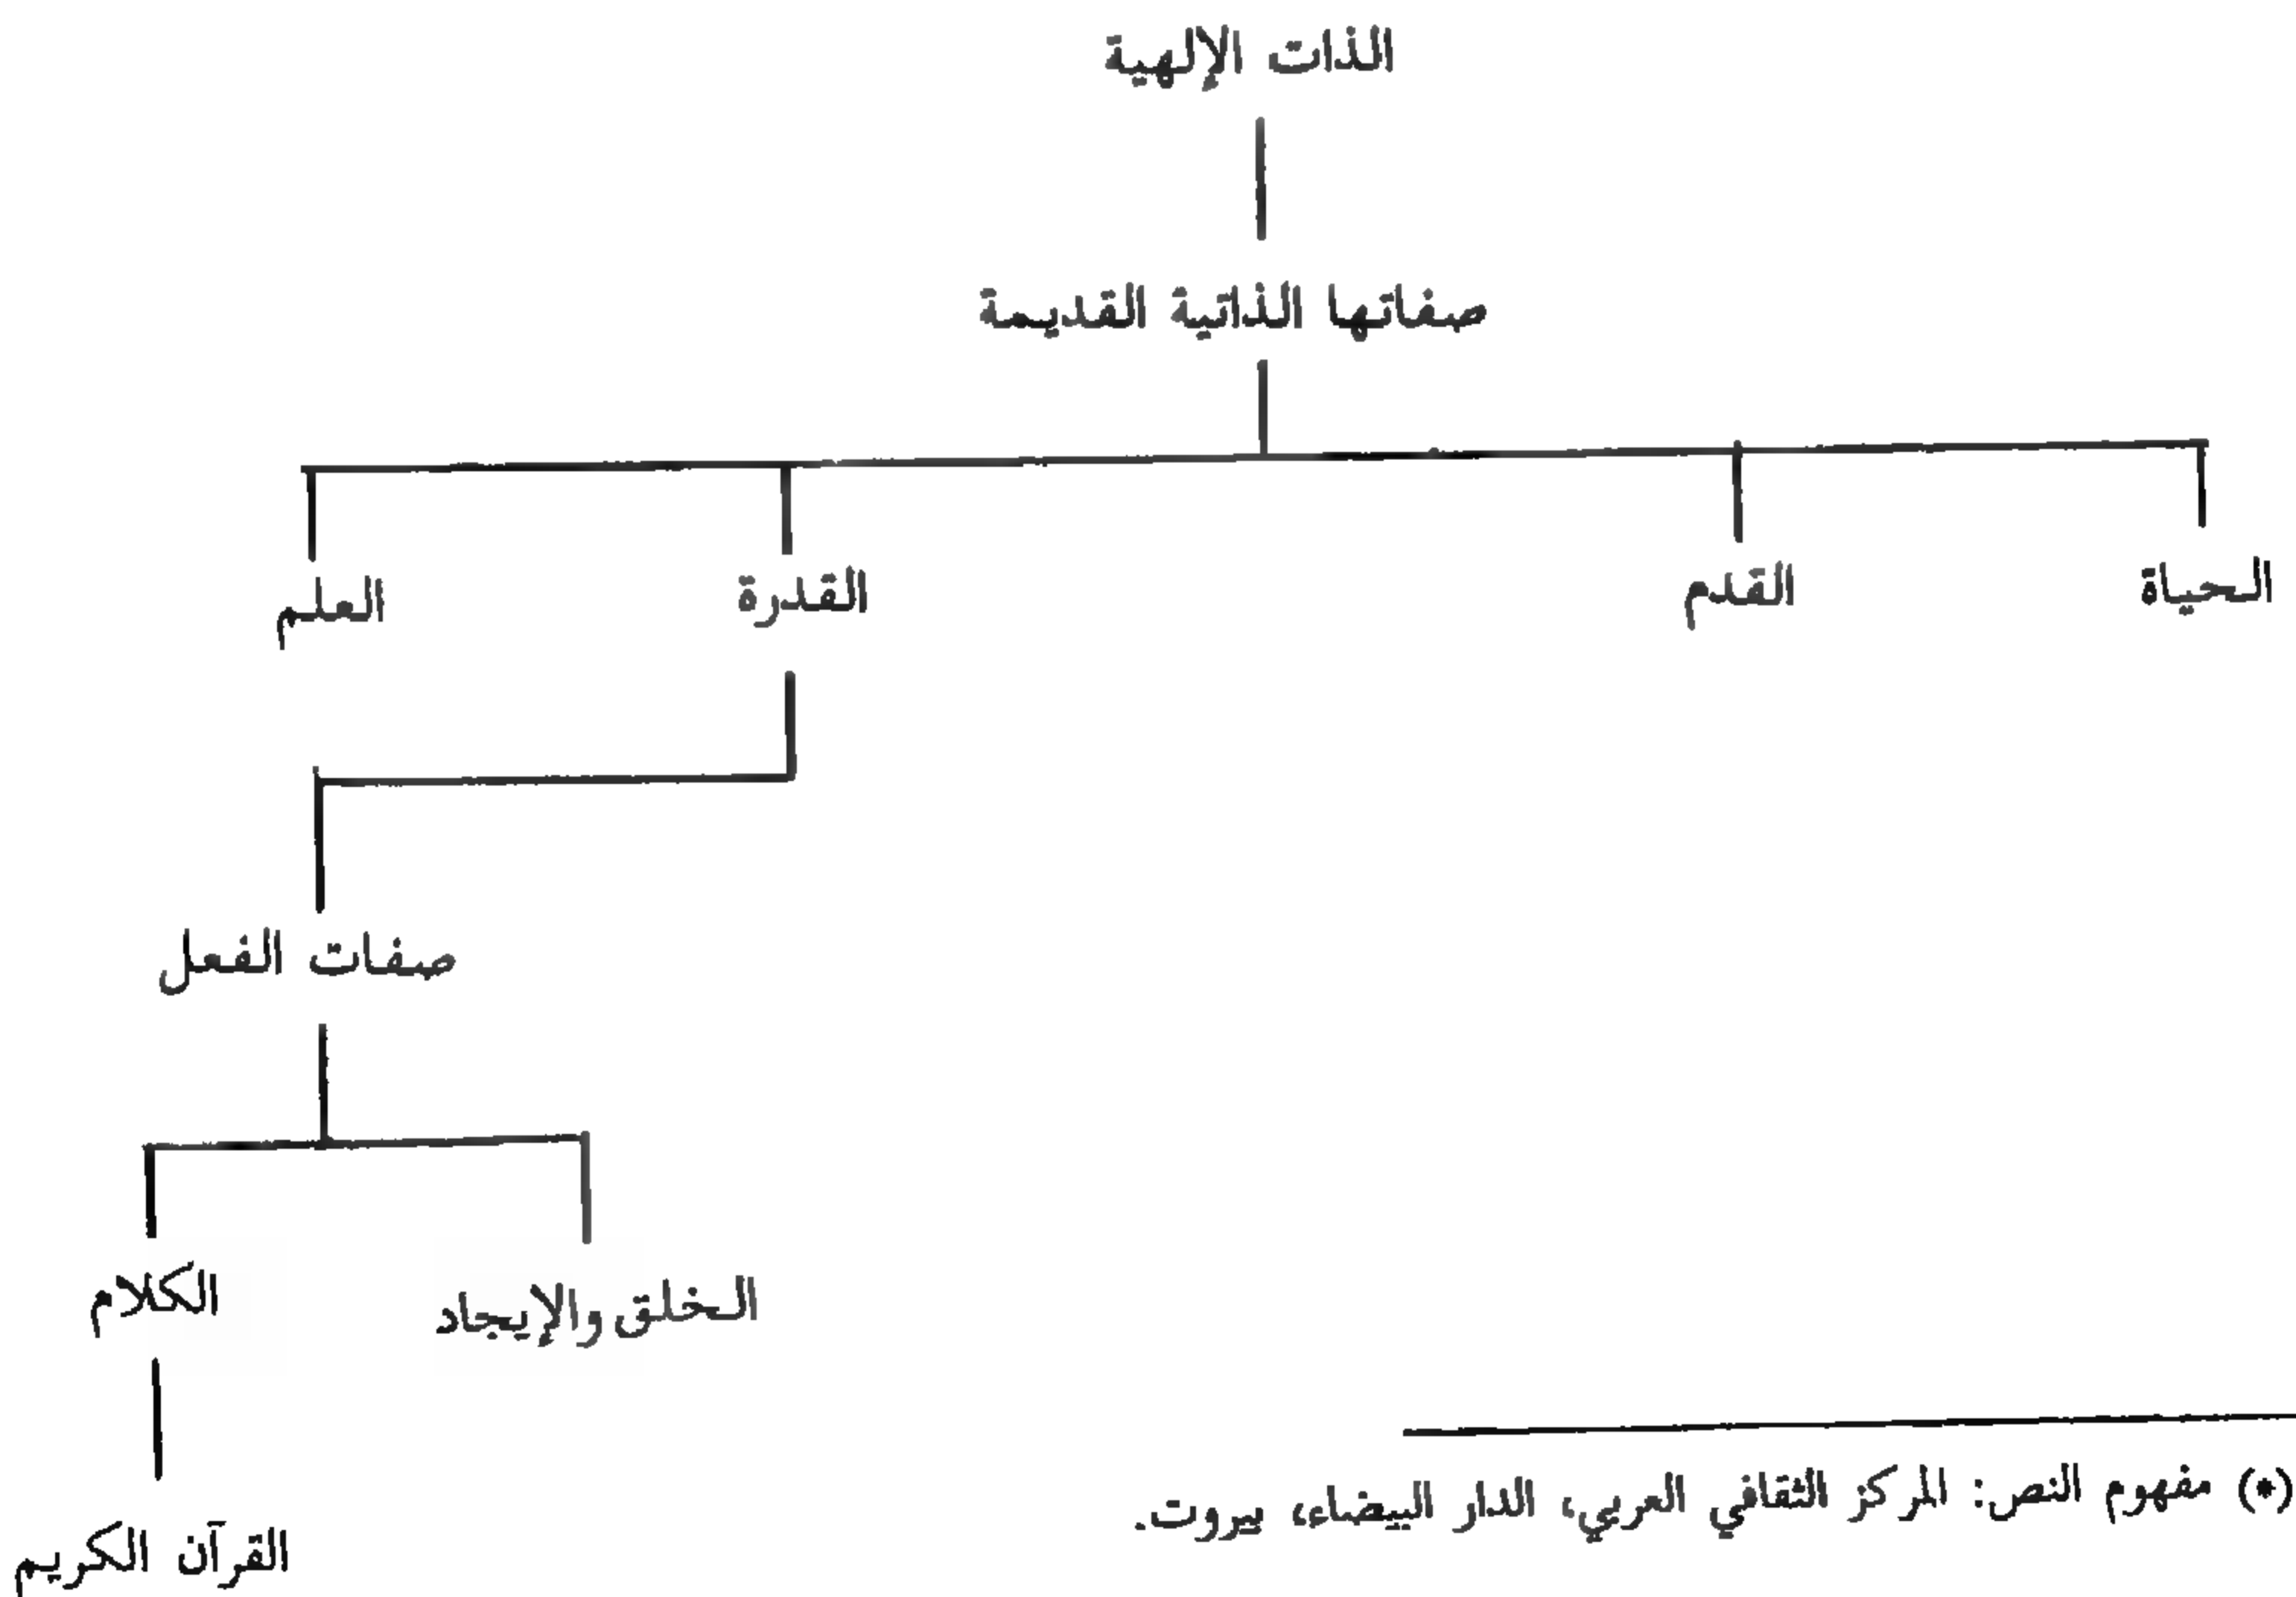 الذات الإلهية
صفاتها الذاتية القديمة
الحياة
القدم
القدرة
العلم
صفات الفعل
الخلق والإيجاد
الكلام
القرآن الكريم
(*) مفهوم النص: المركز الثقافي العربي، الدار البيضاء، بيروت.